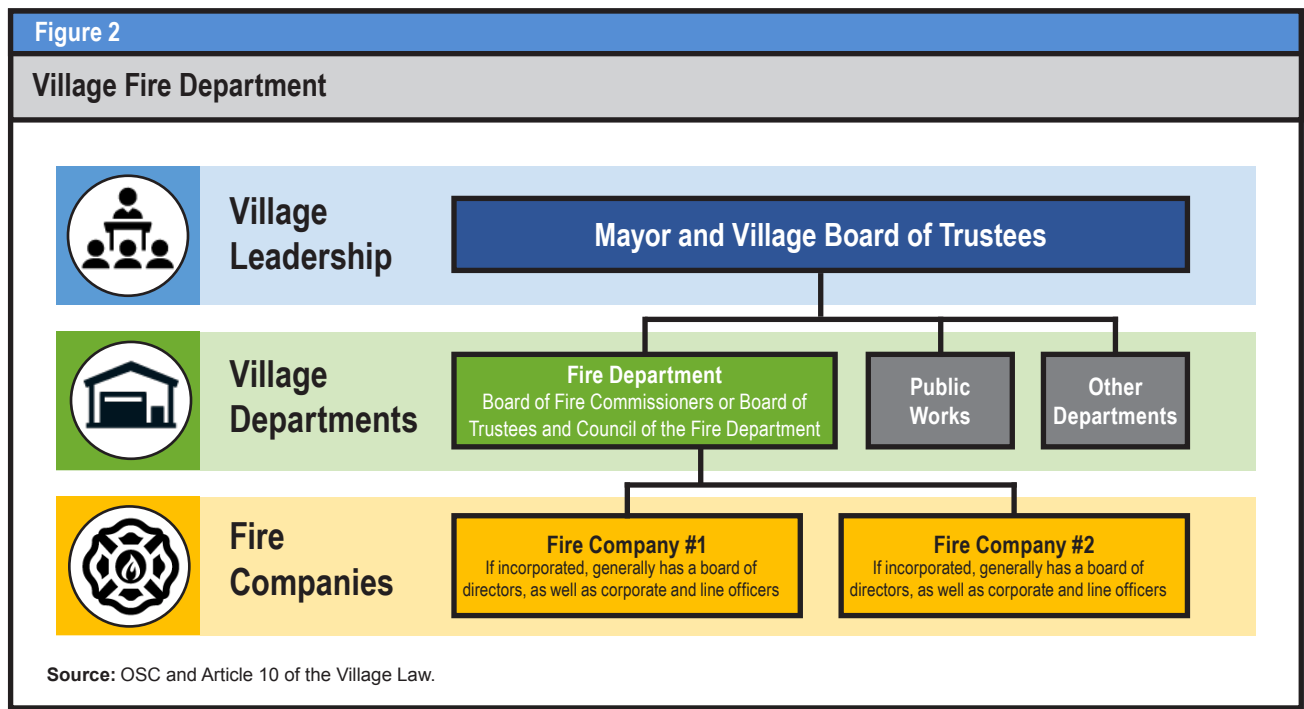 Figure 2
Village Fire Department
Village
Leadership
Mayor and Village Board of Trustees
Village
Departments
Fire Department
Board of Fire Commissioners or Board of
Trustees and Council of the Fire Department
Public
Works
Other
Departments
Fire
Companies
Fire Company #1
If incorporated, generally has a board of
directors, as well as corporate and line officers
Fire Company #2
If incorporated, generally has a board of
directors, as well as corporate and line officers
Source: OSC and Article 10 of the Village Law.